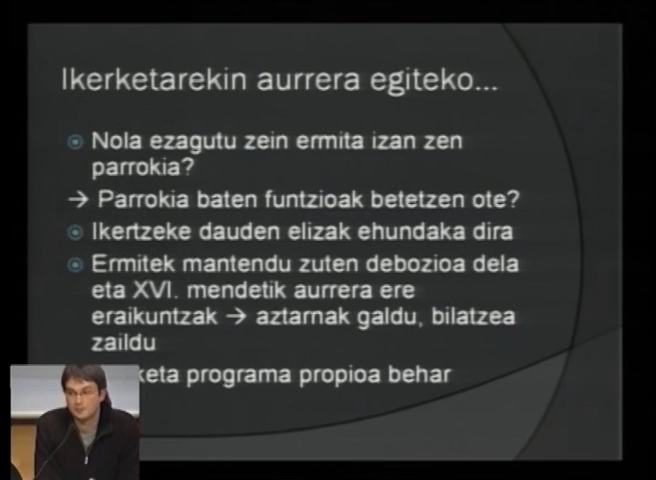 Ikerketarekin aurrera egiteko...
Nola ezagutu zein ermita izan zen
parrokia?
→ Parrokia baten funtzioak betetzen ote?
Ikertzeke dauden elizak ehundaka dira
Ermitek mantendu zuten debozioa dela
eta XVI. mendetik aurrera ere
eraikuntzak → aztarnak galdu, bilatzea
zaildu
keta programa propioa behar